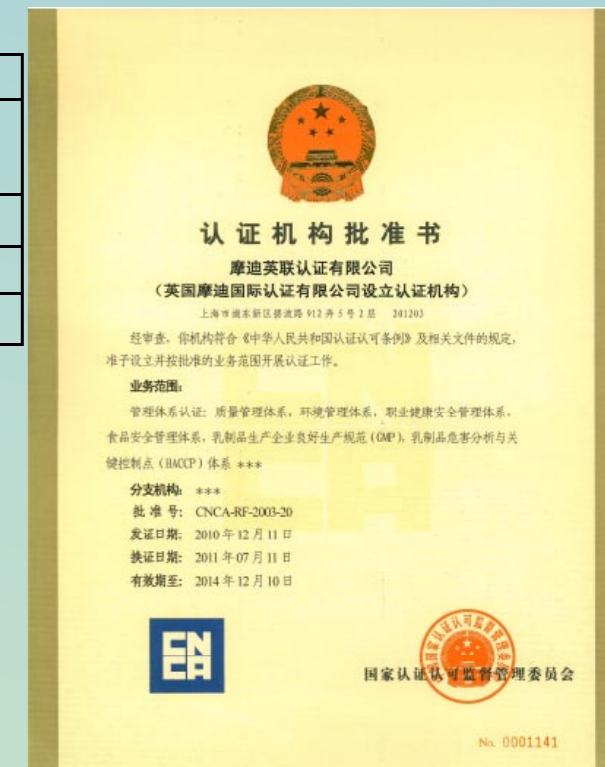 认证机构批准书
摩迪英联认证有限公司
（英国摩迪国际认证有限公司设立认证机构）
上海市浦东新区碧波路 912 弄 5 号 2 层 201203
经审查，你机构符合《中华人民共和国认证认可条例》及相关文件的规定，
准予设立并按批准的业务范围开展认证工作。
业务范围：
管理体系认证：质量管理体系，环境管理体系，职业健康安全管理体系，
食品安全管理体系，乳制品生产企业良好生产规范（GMP），乳制品危害分析与关
键控制点（HACCP）体系 ***
分支机构： ***
批 准 号： CNCA-RF-2003-20
发证日期： 2010 年 12 月 11 日
换证日期： 2011 年 07 月 11 日
有效期至： 2014 年 12 月 10 日
CN
CA
国家认证认可监督管理委员会
No. 0001141